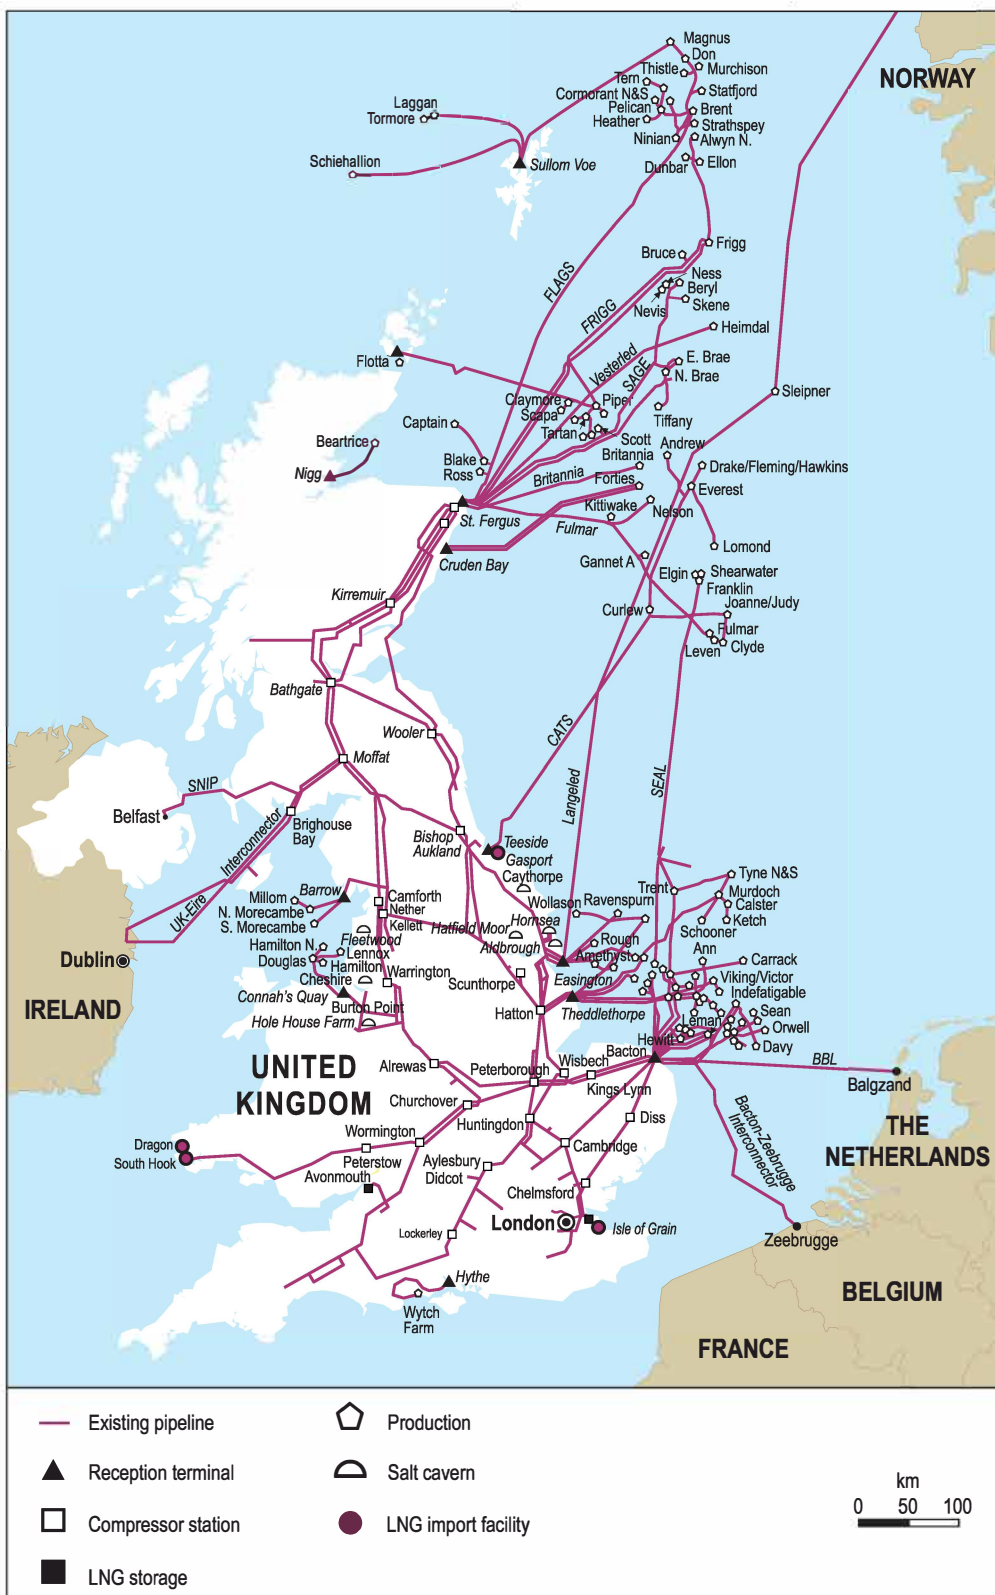 Magnus
Don
Thistle
Murchison
Tern
Statfjord
Cormorant N&S
Pelican
Brent
Heather
Strathspey
Ninian
Alwyn N.
Dunbar
Ellon
NORWAY
Laggan
Tormore
Schiehallion
Sullom Voe
Frigg
Bruce
Ness
Beryl
Nevis
Skene
FLAGS
FRIGG
Heimdal
Vesterled
SAGE
E. Brae
N. Brae
Flotta
Sleipner
Claymore
Piper
Scapa
Tiffany
Tartan
Captain
Scott
Andrew
Beatrice
Britannia
Blake
Ross
Nigg
Britannia
Forties
Drake/Fleming/Hawkins
Everest
Kittiwake
Nelson
St. Fergus
Fulmar
Lomond
Cruden Bay
Gannet A
Elgin
Shearwater
Franklin
Kirremuir
Curlew
Joanne/Judy
Fulmar
Leven
Clyde
Bathgate
Wooler
CATS
Moffat
Langeled
SEAL
SNIP
Belfast
Brighouse
Bay
Interconnector
UK-Eire
Bishop
Aukland
Teeside
Gasport
Caythorpe
Tyne N&S
Trent
Murdoch
Calster
Ketch
Schooner
Barrow
Millom
N. Morecambe
S. Morecambe
Camforth
Nether
Kellett
Wollason
Ravenspurn
Hatfield Moor
Hornsea
Fleetwood
Aldbrough
Rough
Hamilton N.
Lennox
Amethyst
Ann
Carrack
Dublin
Douglas
Hamilton
Cheshire
Warrington
Scunthorpe
Easington
Viking/Victor
Indefatigable
IRELAND
Connah's Quay
Burton Point
Hatton
Theddlethorpe
Sean
Hole House Farm
Leman
Orwell
Hewitt
Davy
Bacton
BBL
Balgzand
UNITED
KINGDOM
Alrewas
Peterborough
Wisbech
Kings Lynn
Churchover
Huntingdon
Diss
Bacton-Zeebrugge
Interconnector
THE
NETHERLANDS
Wormington
Cambridge
Dragon
South Hook
Peterstow
Avonmouth
Aylesbury
Didcot
Chelmsford
London
Isle of Grain
Lockerley
Zeebrugge
Hythe
Wytch
Farm
BELGIUM
FRANCE
Existing pipeline
Production
Reception terminal
Salt cavern
km
Compressor station
LNG import facility
0 50 100
LNG storage